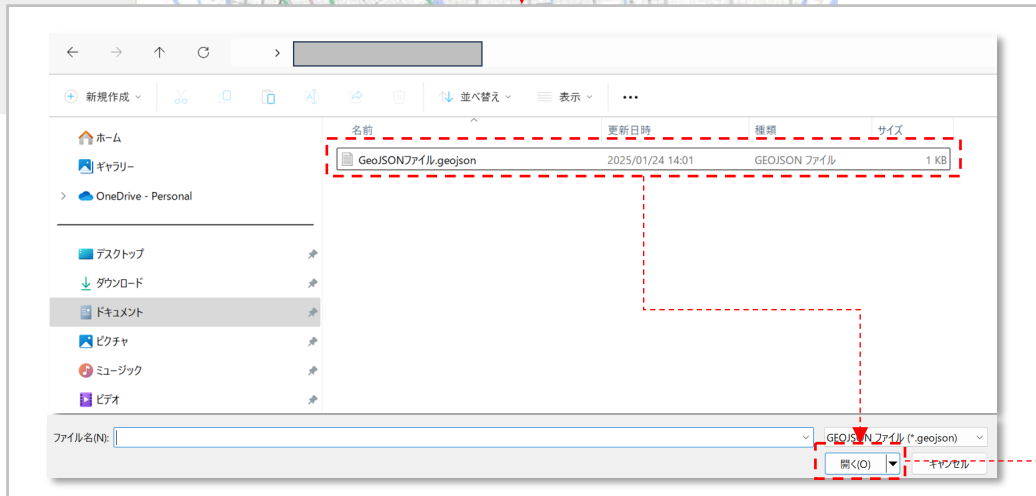 新規作成
並べ替え
表示
ホーム
ギャラリー
OneDrive - Personal
デスクトップ
ダウンロード
ドキュメント
ピクチャ
ミュージック
ビデオ
名前 更新日時 種類 サイズ
GeoJSONファイル.geojson 2025/01/24 14:01 GEOJSON ファイル 1 KB
ファイル名(N):
GEOJSON ファイル (*.geojson)
開く(O)
キャンセル